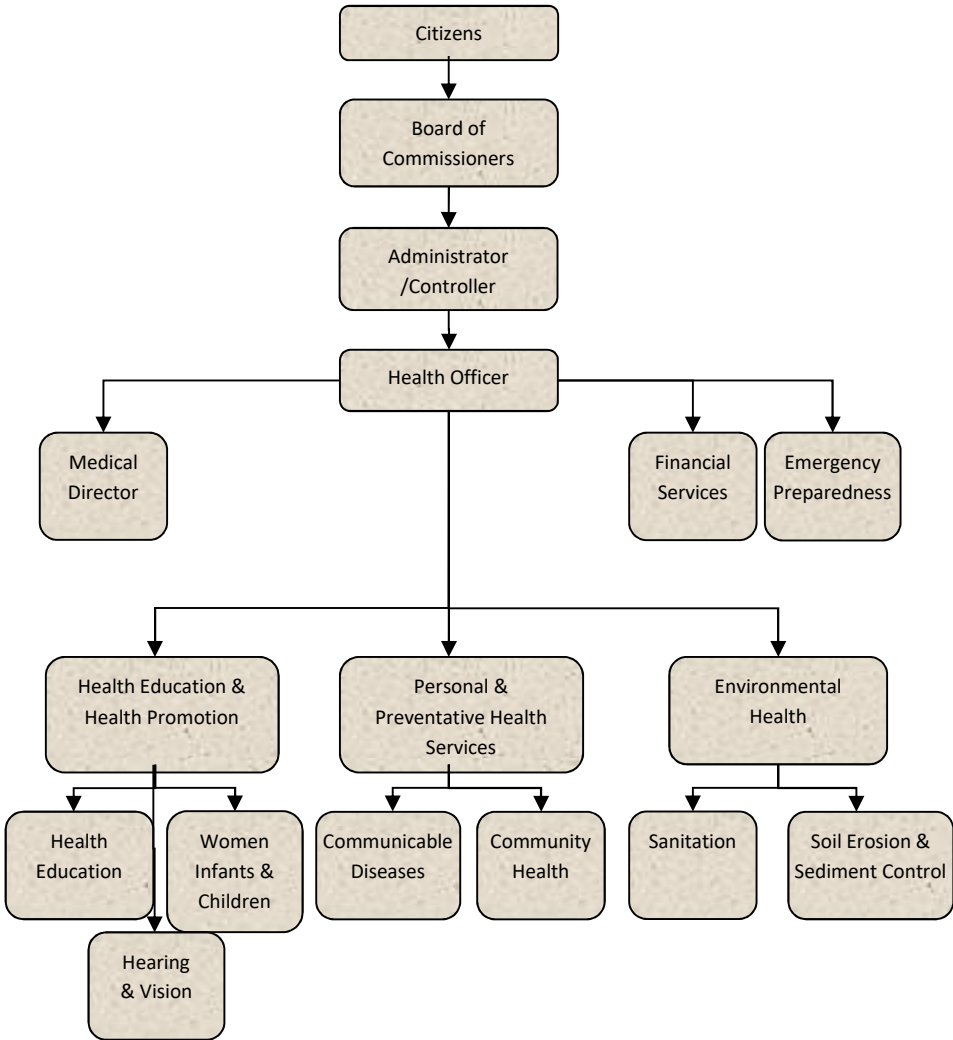 Citizens
Board of
Commissioners
Administrator
/Controller
Health Officer
Medical
Director
Financial
Services
Emergency
Preparedness
Health Education &
Health Promotion
Personal &
Preventative Health
Services
Environmental
Health
Health
Education
Women
Infants &
Children
Communicable
Diseases
Community
Health
Sanitation
Soil Erosion &
Sediment Control
Hearing
& Vision